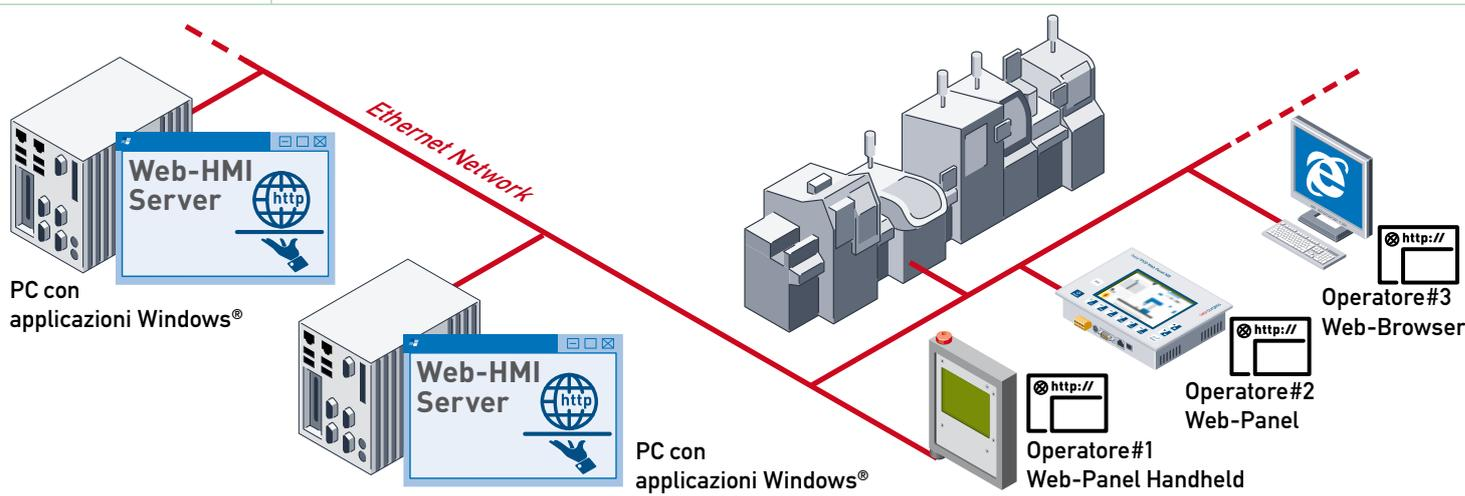 Ethernet Network
Web-HMI
Server
http
PC con
applicazioni Windows®
Web-HMI
Server
http
PC con
applicazioni Windows®
http://
Operatore#1
Web-Panel Handheld
http://
Operatore#2
Web-Panel
http://
Operatore#3
Web-Browser